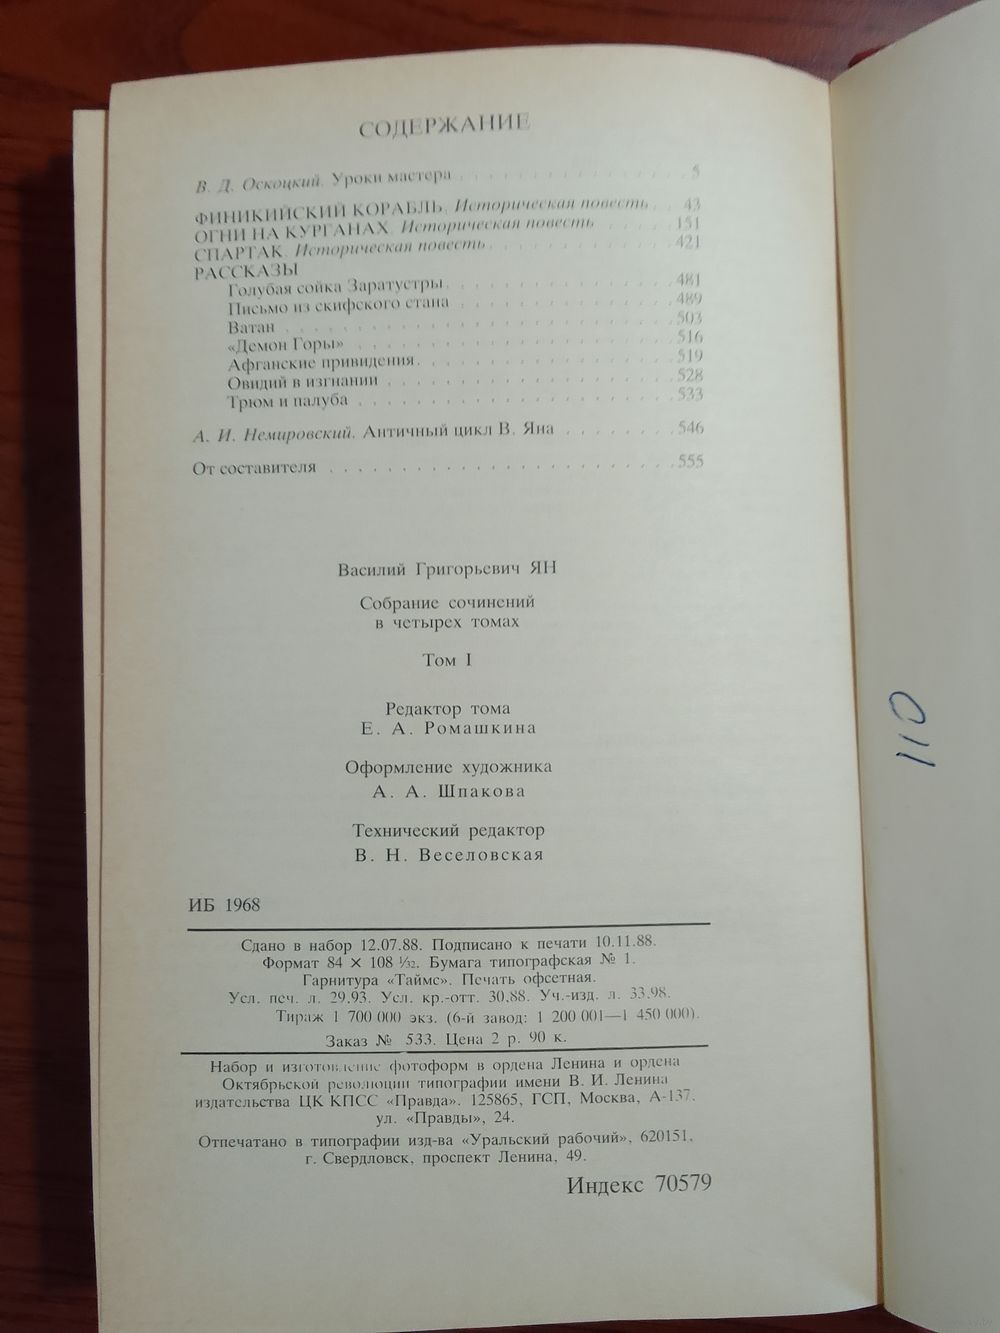 СОДЕРЖАНИЕ
В. Д. Оскоцкий. Уроки мастера . . . . . . . . . . . . . . . . 5
ФИНИКИЙСКИЙ КОРАБЛЬ. Историческая повесть . . 43
ОГНИ НА КУРГАНАХ. Историческая повесть . . . . . 151
СПАРТАК. Историческая повесть . . . . . . . . . . . . . 421
РАССКАЗЫ
Голубая сойка Заратустры . . . . . . . . . . . . . . . . 481
Письмо из скифского стана . . . . . . . . . . . . . . . 489
Ватан . . . . . . . . . . . . . . . . . . . . . . . . . . . 503
«Демон Горы» . . . . . . . . . . . . . . . . . . . . . . . 516
Афганские привидения . . . . . . . . . . . . . . . . . . 519
Овидий в изгнании . . . . . . . . . . . . . . . . . . . . 528
Трюм и палуба . . . . . . . . . . . . . . . . . . . . . . 533
А. И. Немировский. Античный цикл В. Яна . . . . . . . . 546
От составителя . . . . . . . . . . . . . . . . . . . . . . . 555
Василий Григорьевич ЯН
Собрание сочинений
в четырех томах
Том I
Редактор тома
Е. А. Ромашкина
Оформление художника
А. А. Шпакова
Технический редактор
В. Н. Веселовская
ИБ 1968
Сдано в набор 12.07.88. Подписано к печати 10.11.88.
Формат 84 × 108 1/32. Бумага типографская № 1.
Гарнитура «Таймс». Печать офсетная.
Усл. печ. л. 29,93. Усл. кр.-отт. 30,88. Уч.-изд. л. 33,98.
Тираж 1 700 000 экз. (6-й завод: 1 200 001—1 450 000).
Заказ № 533. Цена 2 р. 90 к.
Набор и изготовление фотоформ в ордена Ленина и ордена
Октябрьской революции типографии имени В. И. Ленина
издательства ЦК КПСС «Правда». 125865, ГСП, Москва, А-137,
ул. «Правды», 24.
Отпечатано в типографии изд-ва «Уральский рабочий», 620151,
г. Свердловск, проспект Ленина, 49.
Индекс 70579